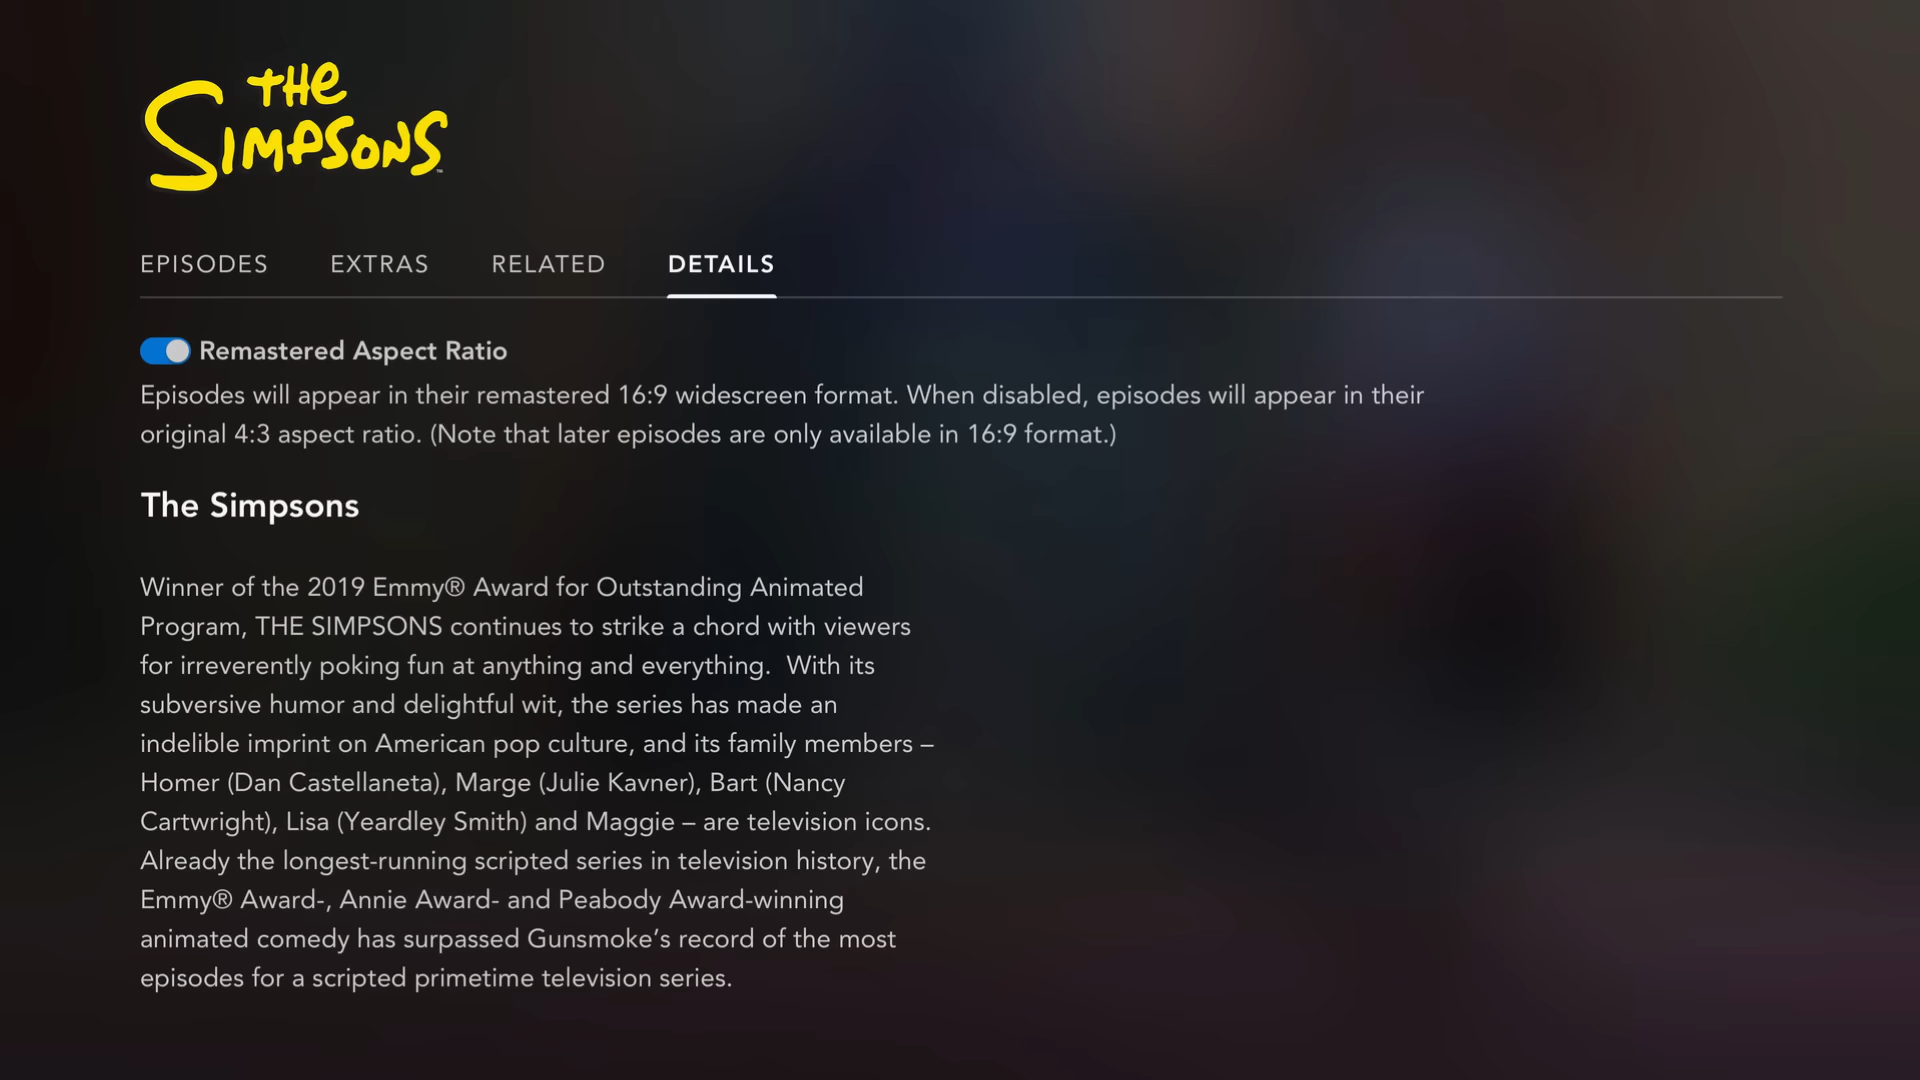 THE
SIMPSONS™
EPISODES EXTRAS RELATED DETAILS
Remastered Aspect Ratio
Episodes will appear in their remastered 16:9 widescreen format. When disabled, episodes will appear in their
original 4:3 aspect ratio. (Note that later episodes are only available in 16:9 format.)
The Simpsons
Winner of the 2019 Emmy® Award for Outstanding Animated
Program, THE SIMPSONS continues to strike a chord with viewers
for irreverently poking fun at anything and everything.  With its
subversive humor and delightful wit, the series has made an
indelible imprint on American pop culture, and its family members –
Homer (Dan Castellaneta), Marge (Julie Kavner), Bart (Nancy
Cartwright), Lisa (Yeardley Smith) and Maggie – are television icons.
Already the longest-running scripted series in television history, the
Emmy® Award-, Annie Award- and Peabody Award-winning
animated comedy has surpassed Gunsmoke’s record of the most
episodes for a scripted primetime television series.